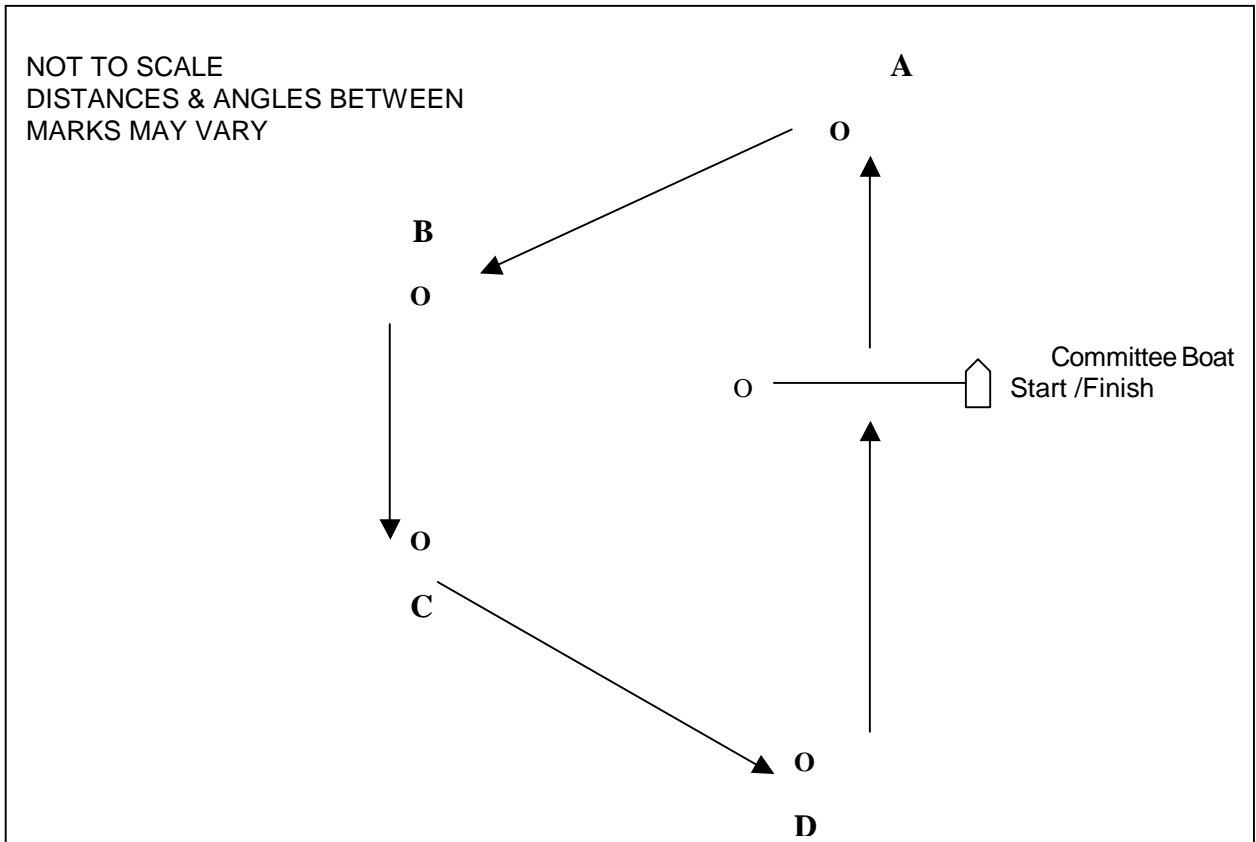 NOT TO SCALE
DISTANCES & ANGLES BETWEEN
MARKS MAY VARY
A
O
B
O
O
Committee Boat
Start /Finish
O
C
O
D